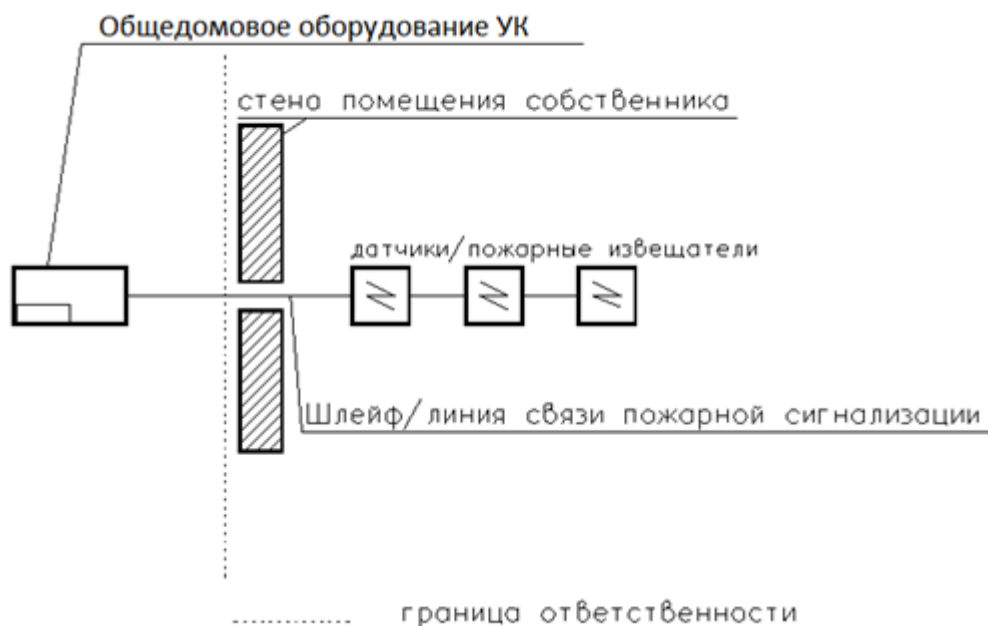 Общедомовое оборудование УК
стена помещения собственника
датчики/пожарные извещатели
Шлейф/линия связи пожарной сигнализации
граница ответственности